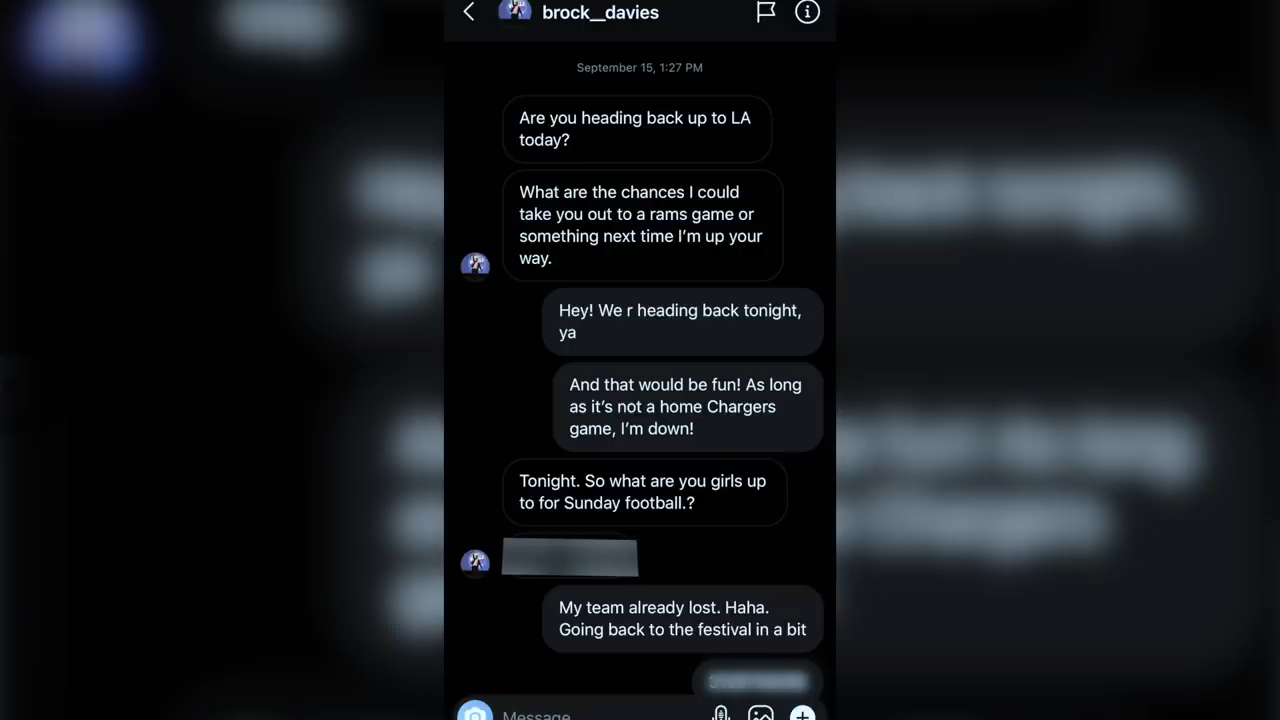 brock__davies
September 15, 1:27 PM
Are you heading back up to LA
today?
What are the chances I could
take you out to a rams game or
something next time I'm up your
way.
Hey! We r heading back tonight,
ya
And that would be fun! As long
as it's not a home Chargers
game, I'm down!
Tonight. So what are you girls up
to for Sunday football.?
My team already lost. Haha.
Going back to the festival in a bit
Message